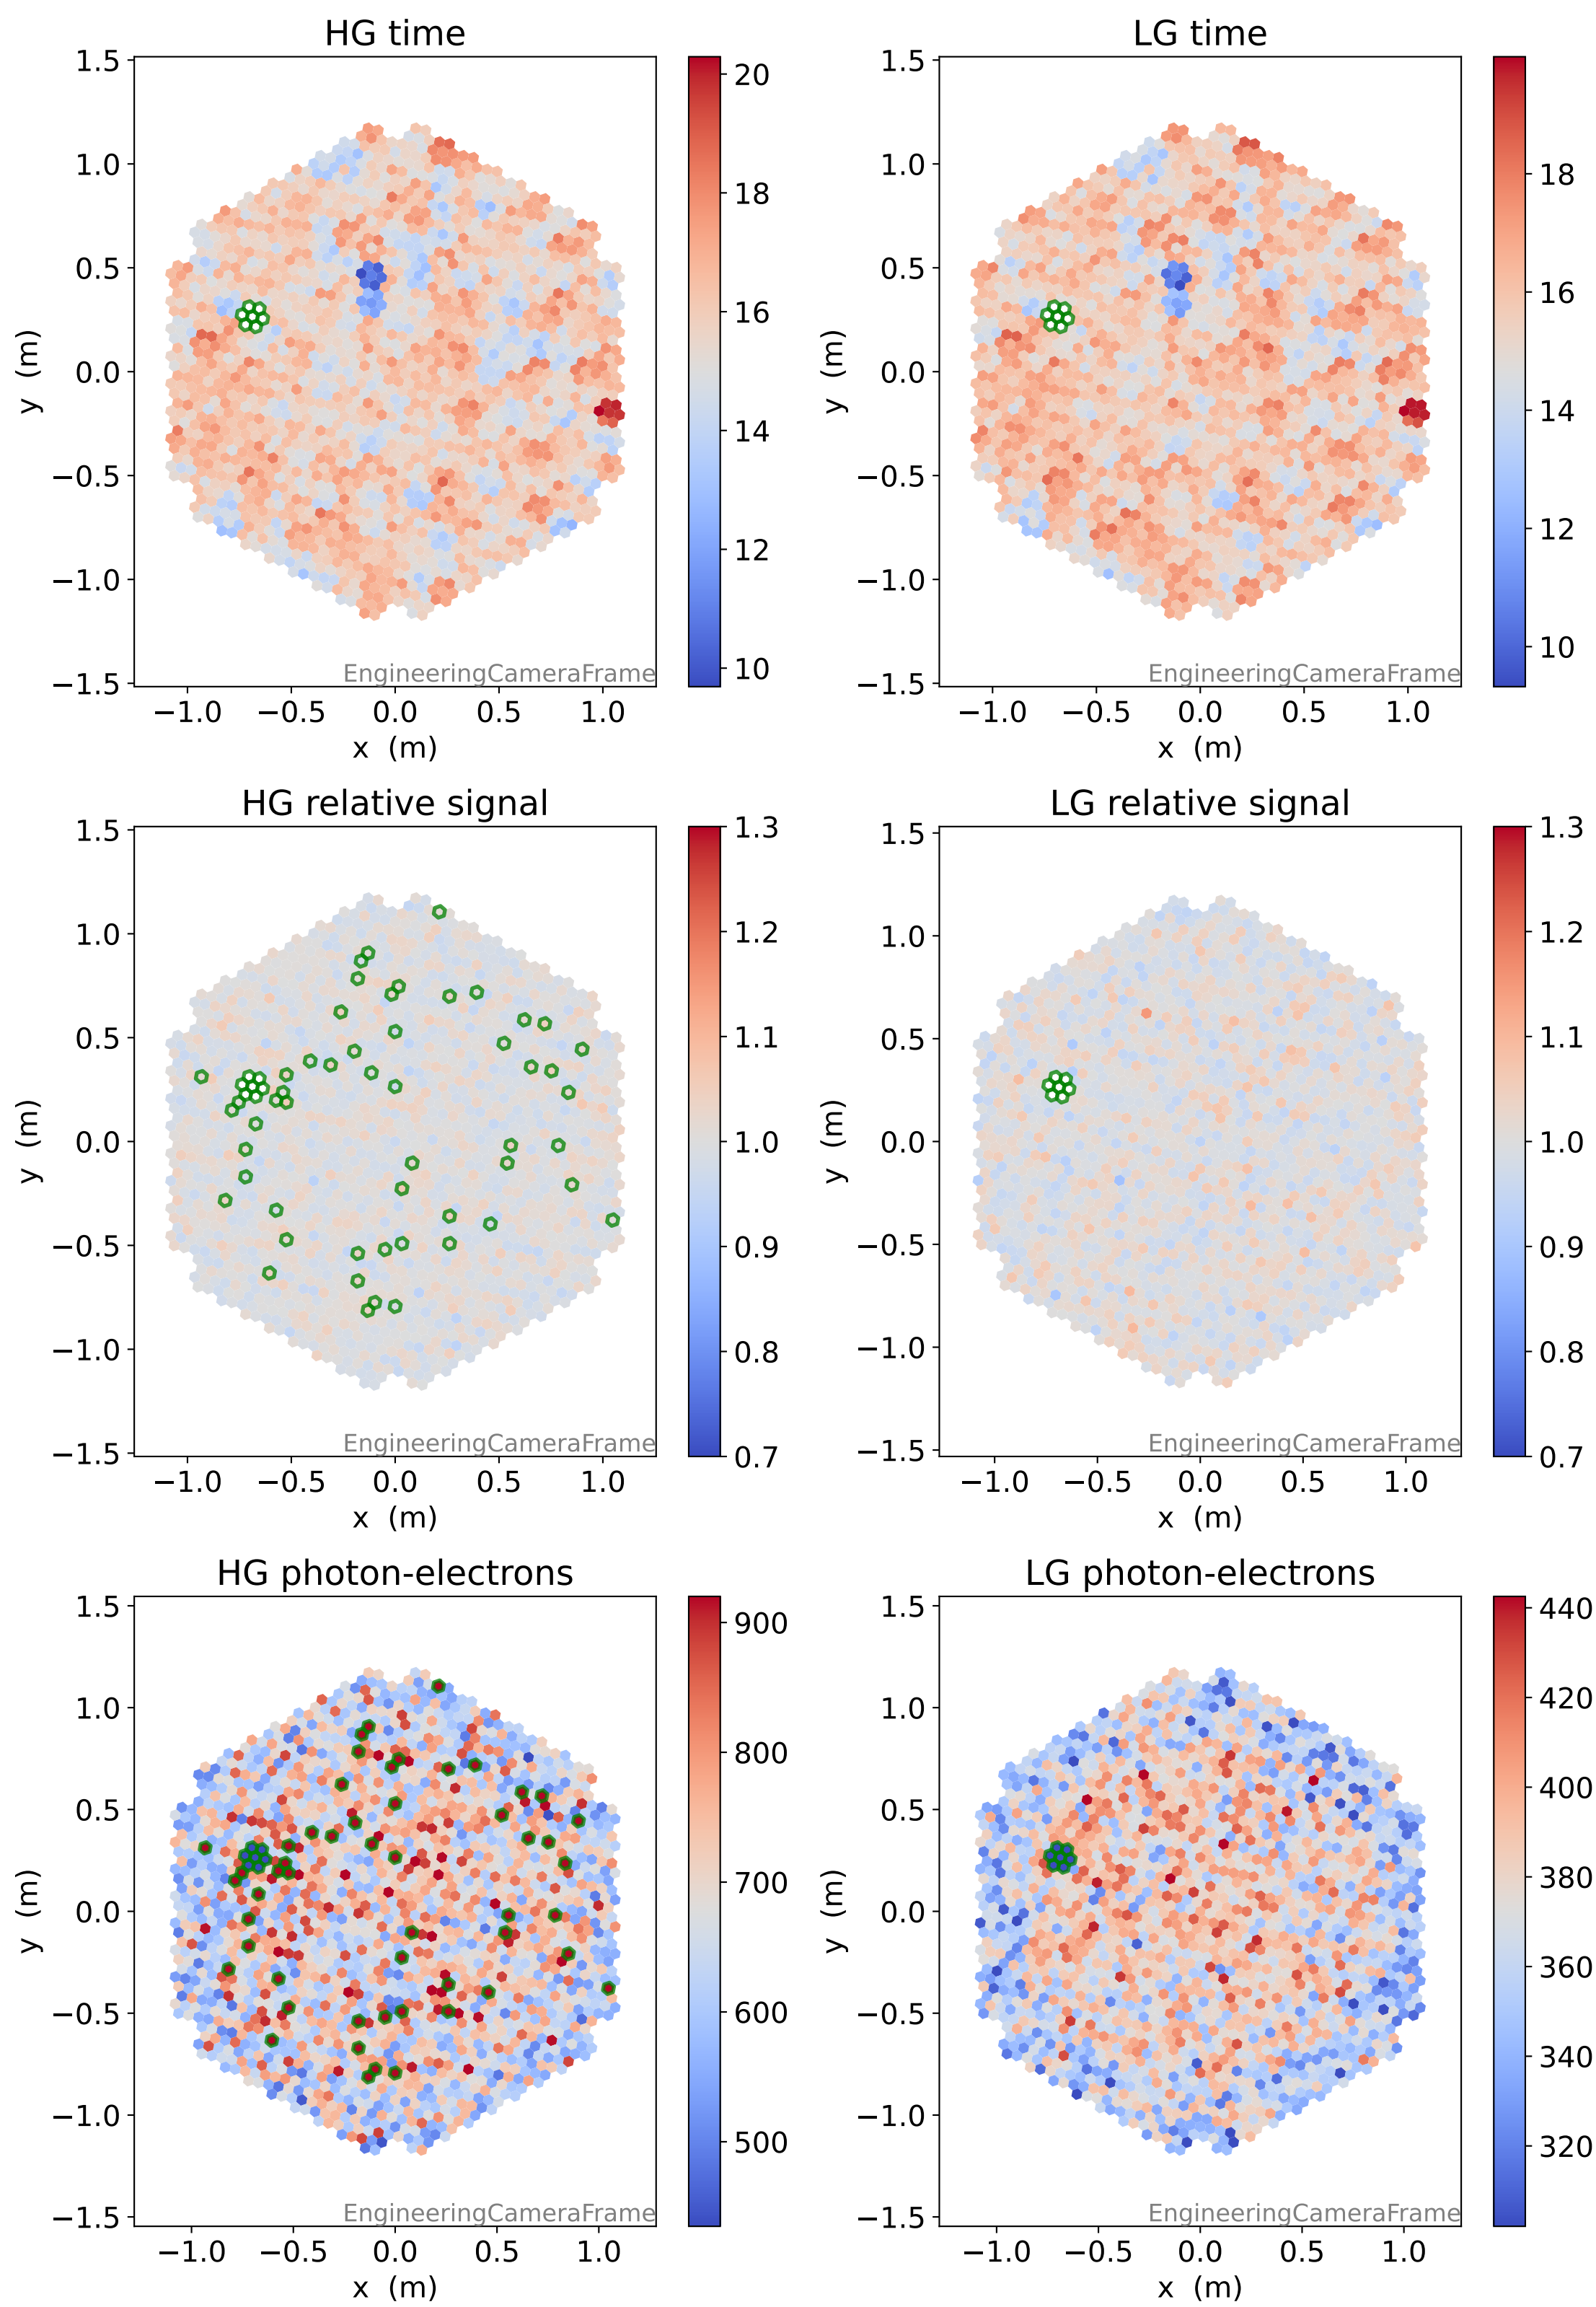 HG time
1.5
1.0
0.5
0.0
−0.5
−1.0
−1.5
y (m)
−1.0 −0.5 0.0 0.5 1.0
x (m)
EngineeringCameraFrame
20
18
16
14
12
10
LG time
1.5
1.0
0.5
0.0
−0.5
−1.0
−1.5
y (m)
−1.0 −0.5 0.0 0.5 1.0
x (m)
EngineeringCameraFrame
18
16
14
12
10
HG relative signal
1.5
1.0
0.5
0.0
−0.5
−1.0
−1.5
y (m)
−1.0 −0.5 0.0 0.5 1.0
x (m)
EngineeringCameraFrame
1.3
1.2
1.1
1.0
0.9
0.8
0.7
LG relative signal
1.5
1.0
0.5
0.0
−0.5
−1.0
−1.5
y (m)
−1.0 −0.5 0.0 0.5 1.0
x (m)
EngineeringCameraFrame
1.3
1.2
1.1
1.0
0.9
0.8
0.7
HG photon-electrons
1.5
1.0
0.5
0.0
−0.5
−1.0
−1.5
y (m)
−1.0 −0.5 0.0 0.5 1.0
x (m)
EngineeringCameraFrame
900
800
700
600
500
LG photon-electrons
1.5
1.0
0.5
0.0
−0.5
−1.0
−1.5
y (m)
−1.0 −0.5 0.0 0.5 1.0
x (m)
EngineeringCameraFrame
440
420
400
380
360
340
320